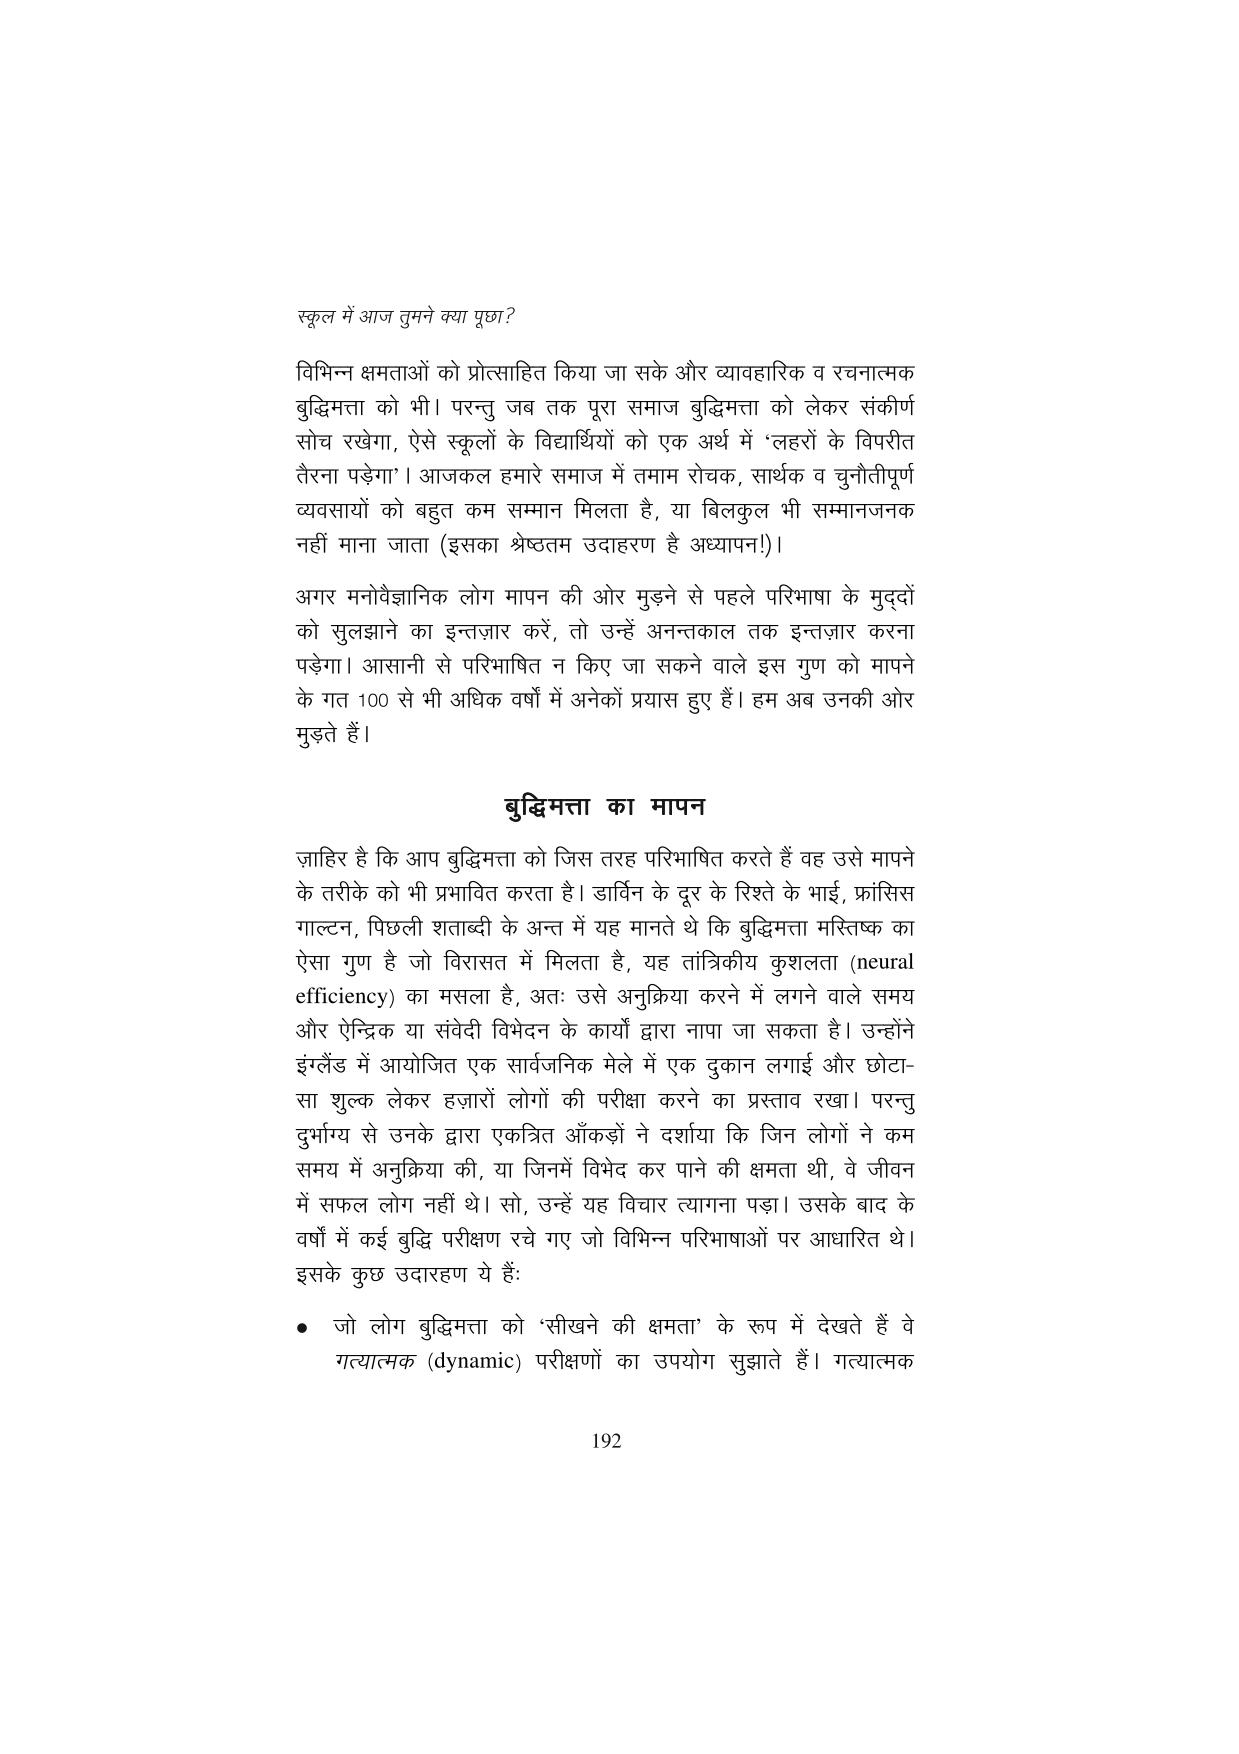 स्कूल में आज तुमने क्या पूछा?
विभिन्न क्षमताओं को प्रोत्साहित किया जा सके और व्यावहारिक व रचनात्मक
बुद्धिमत्ता को भी। परन्तु जब तक पूरा समाज बुद्धिमत्ता को लेकर संकीर्ण
सोच रखेगा, ऐसे स्कूलों के विद्यार्थियों को एक अर्थ में ‘लहरों के विपरीत
तैरना पड़ेगा’। आजकल हमारे समाज में तमाम रोचक, सार्थक व चुनौतीपूर्ण
व्यवसायों को बहुत कम सम्मान मिलता है, या बिलकुल भी सम्मानजनक
नहीं माना जाता (इसका श्रेष्ठतम उदाहरण है अध्यापन!)।
अगर मनोवैज्ञानिक लोग मापन की ओर मुड़ने से पहले परिभाषा के मुद्दों
को सुलझाने का इन्तज़ार करें, तो उन्हें अनन्तकाल तक इन्तज़ार करना
पड़ेगा। आसानी से परिभाषित न किए जा सकने वाले इस गुण को मापने
के गत 100 से भी अधिक वर्षों में अनेकों प्रयास हुए हैं। हम अब उनकी ओर
मुड़ते हैं।
बुद्धिमत्ता का मापन
ज़ाहिर है कि आप बुद्धिमत्ता को जिस तरह परिभाषित करते हैं वह उसे मापने
के तरीके को भी प्रभावित करता है। डार्विन के दूर के रिश्ते के भाई, फ्रांसिस
गाल्टन, पिछली शताब्दी के अन्त में यह मानते थे कि बुद्धिमत्ता मस्तिष्क का
ऐसा गुण है जो विरासत में मिलता है, यह तांत्रिकीय कुशलता (neural
efficiency) का मसला है, अतः उसे अनुक्रिया करने में लगने वाले समय
और ऐन्द्रिक या संवेदी विभेदन के कार्यों द्वारा नापा जा सकता है। उन्होंने
इंग्लैंड में आयोजित एक सार्वजनिक मेले में एक दुकान लगाई और छोटा-
सा शुल्क लेकर हज़ारों लोगों की परीक्षा करने का प्रस्ताव रखा। परन्तु
दुर्भाग्य से उनके द्वारा एकत्रित आँकड़ों ने दर्शाया कि जिन लोगों ने कम
समय में अनुक्रिया की, या जिनमें विभेद कर पाने की क्षमता थी, वे जीवन
में सफल लोग नहीं थे। सो, उन्हें यह विचार त्यागना पड़ा। उसके बाद के
वर्षों में कई बुद्धि परीक्षण रचे गए जो विभिन्न परिभाषाओं पर आधारित थे।
इसके कुछ उदारहण ये हैंः
● जो लोग बुद्धिमत्ता को ‘सीखने की क्षमता’ के रूप में देखते हैं वे
गत्यात्मक (dynamic) परीक्षणों का उपयोग सुझाते हैं। गत्यात्मक
192